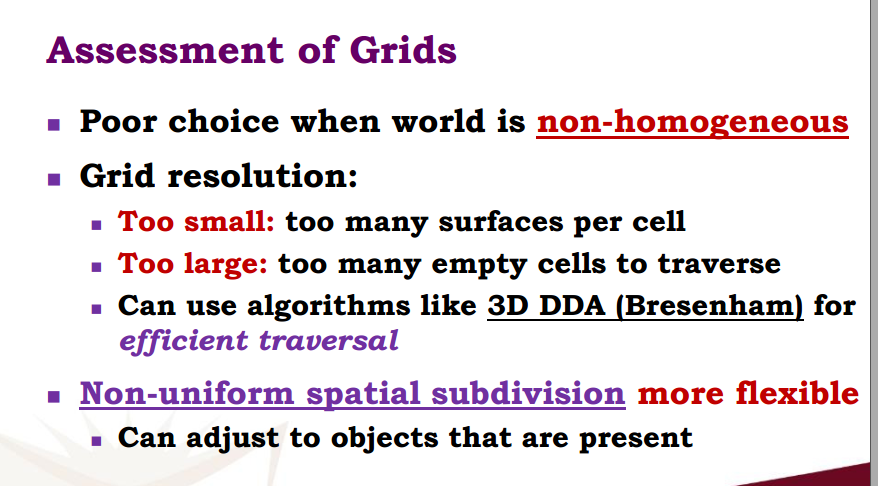 Assessment of Grids
▪ Poor choice when world is non-homogeneous
▪ Grid resolution:
▪ Too small: too many surfaces per cell
▪ Too large: too many empty cells to traverse
▪ Can use algorithms like 3D DDA (Bresenham) for
efficient traversal
▪ Non-uniform spatial subdivision more flexible
▪ Can adjust to objects that are present